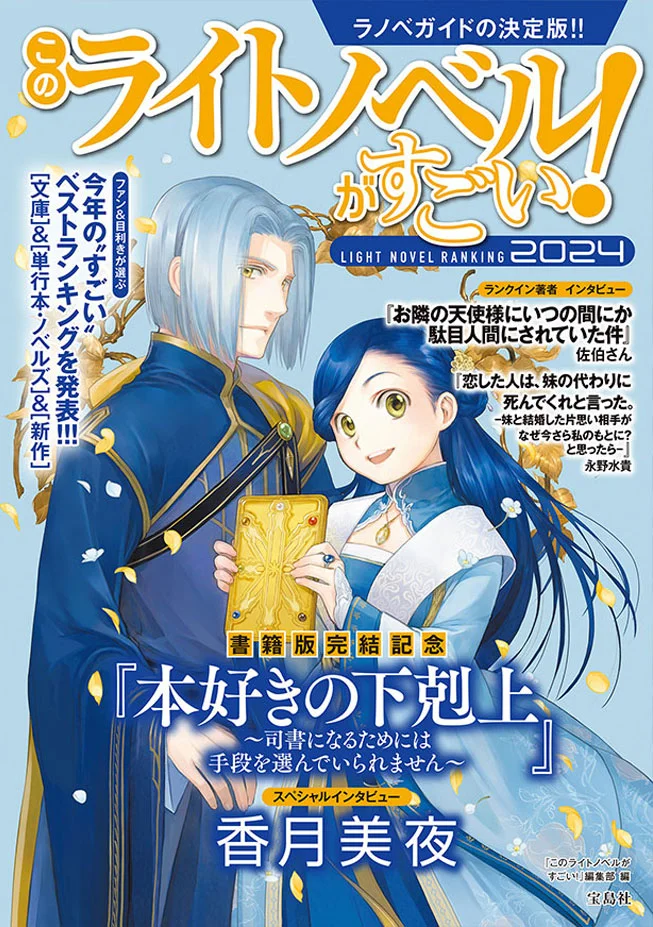 ラノベガイドの決定版!!
このライトノベルがすごい!
LIGHT NOVEL RANKING 2024
ファン&目利きが選ぶ
今年の“すごい”
ベストランキングを発表!!!
[文庫]&[単行本・ノベルズ]&[新作]
ランクイン著者 インタビュー
『お隣の天使様にいつの間にか
駄目人間にされていた件』
佐伯さん
『恋した人は、妹の代わりに
死んでくれと言った。
―妹と結婚した片思い相手が
なぜ今さら私のもとに?
と思ったら―』
永野水貴
書籍版完結記念
『本好きの下剋上
～司書になるためには
手段を選んでいられません～』
スペシャルインタビュー
香月美夜
「このライトノベルが
すごい!」編集部 編
宝島社